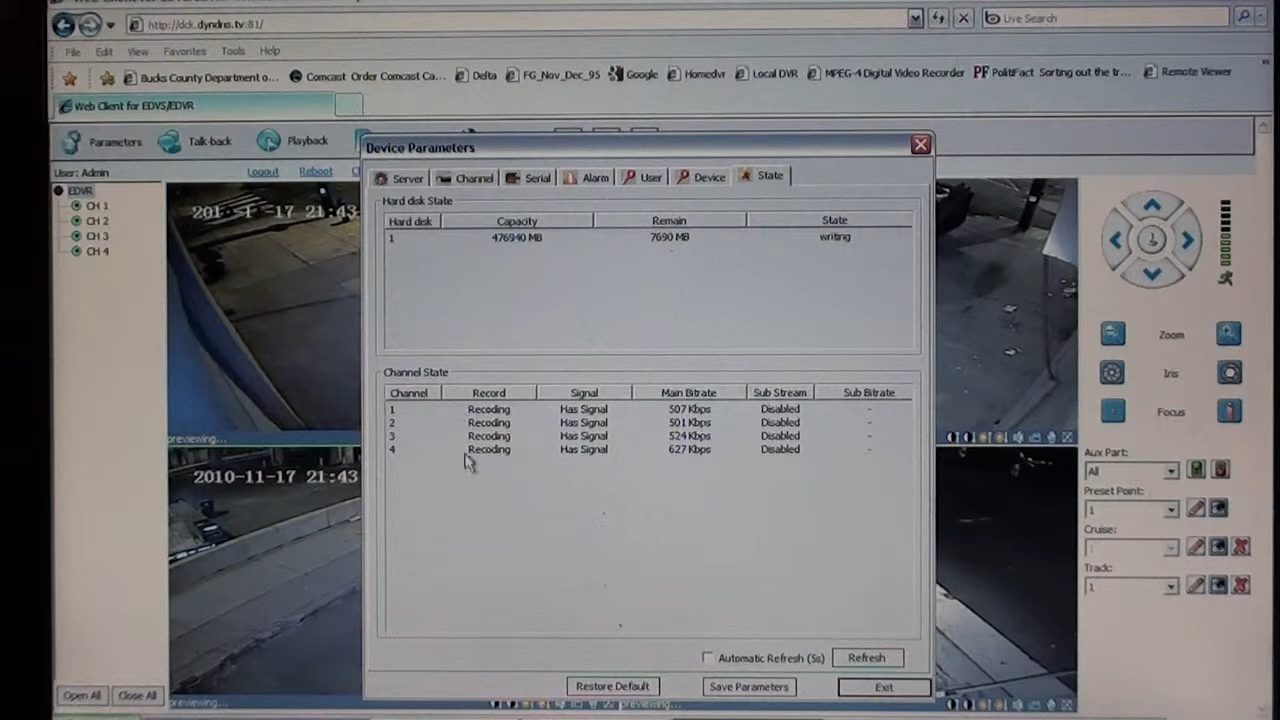 http://dck.dyndns.tv:81/
Live Search
File Edit View Favorites Tools Help
Bucks County Department o... Comcast Order Comcast Ca... Delta FG_Nov_Dec_95 Google Homedvr Local DVR MPEG-4 Digital Video Recorder PF PolitiFact Sorting out the tr... Remote Viewer
Web Client for EDVS/EDVR
Parameters Talk-back Playback
User: Admin Logout Reboot
EDVR
CH 1
CH 2
CH 3
CH 4
-17 21:43
2010-11-17 21:43
previewing...
previewing...
previewing...
Open All Close All
Device Parameters
Server Channel Serial Alarm User Device State
Hard disk State
Hard disk Capacity Remain State
1 476940 MB 7690 MB writing
Channel State
Channel Record Signal Main Bitrate Sub Stream Sub Bitrate
1 Recoding Has Signal 507 Kbps Disabled -
2 Recoding Has Signal 501 Kbps Disabled -
3 Recoding Has Signal 524 Kbps Disabled -
4 Recoding Has Signal 627 Kbps Disabled -
Automatic Refresh (5s) Refresh
Restore Default Save Parameters Exit
Zoom
Iris
Focus
Aux Part:
All
Preset Point:
1
Cruise:
1
Track:
1